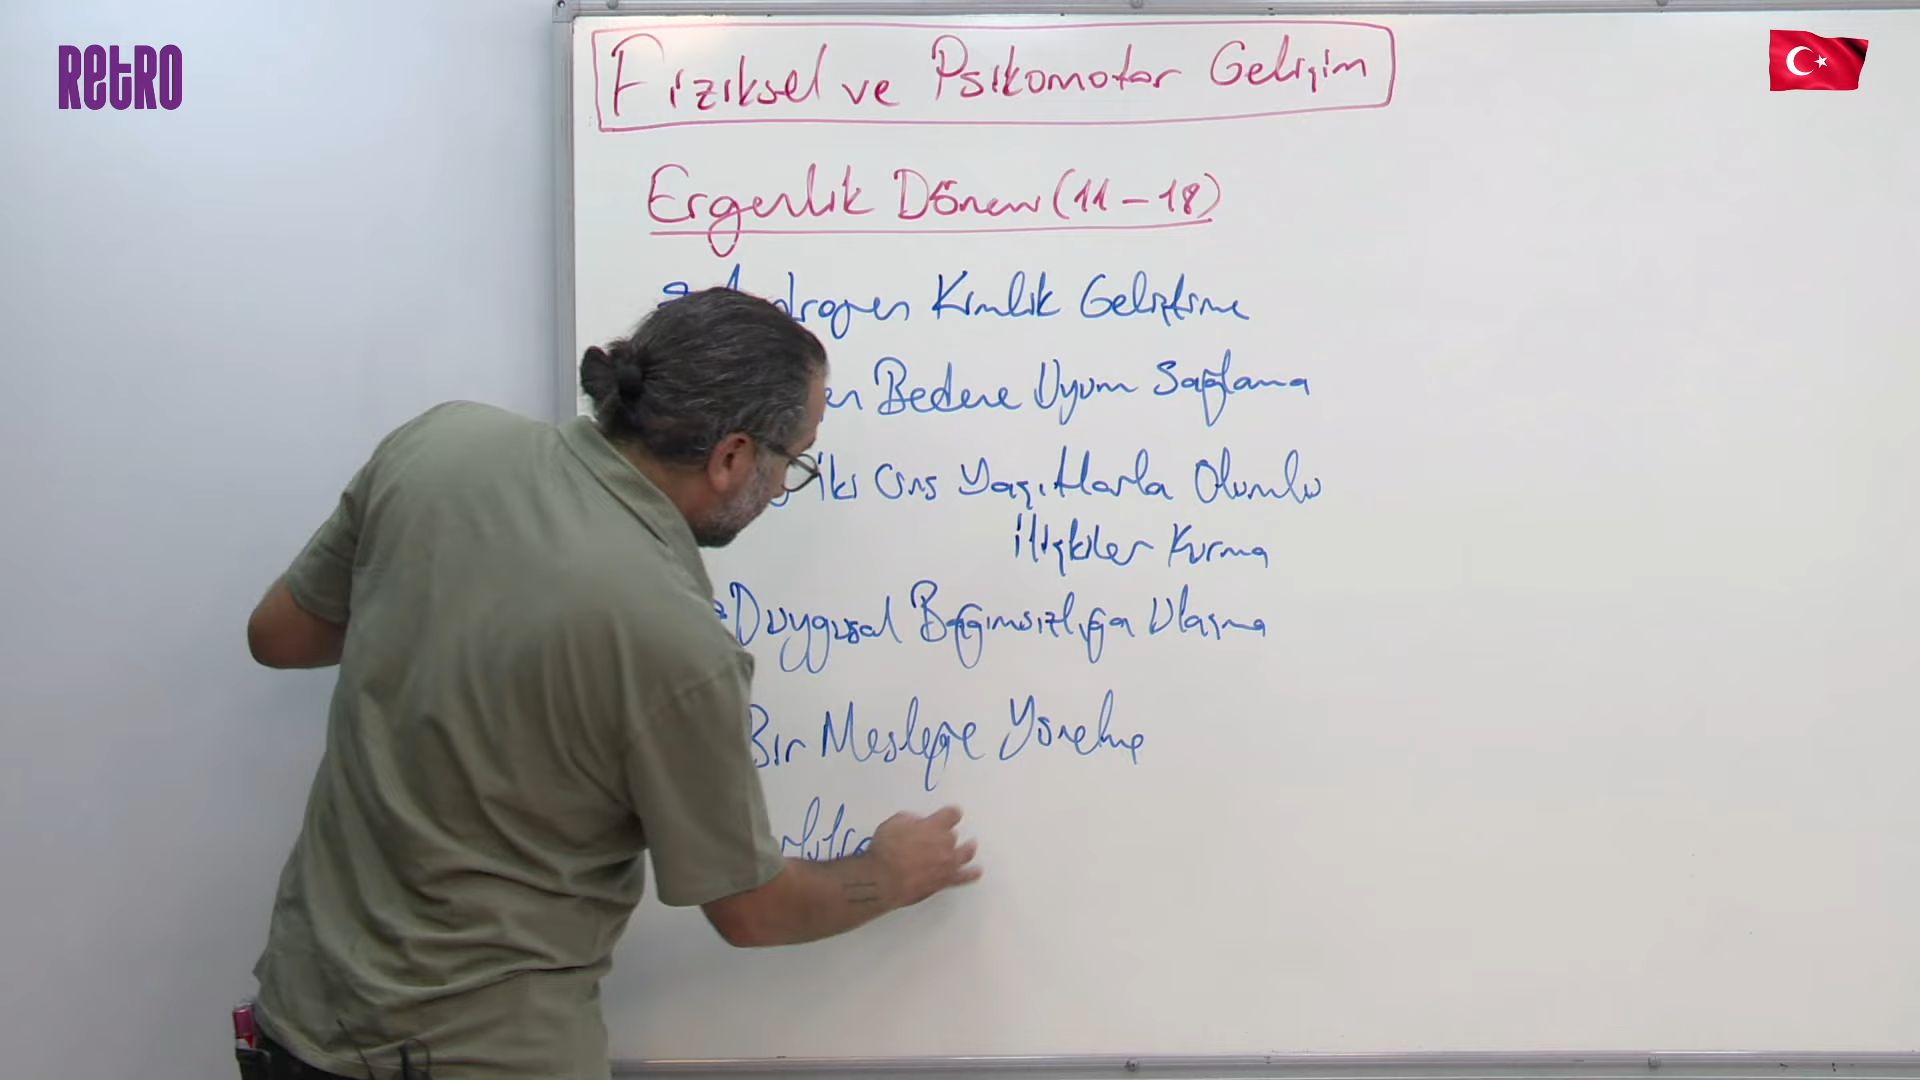 RETRO
Fiziksel ve Psikomotor Gelişim
Ergenlik Dönemi (11-18)
Kimlik Geliştirme
Bedene Uyum Sağlama
İki Cins Yaşıtlarla Olumlu
İlişkiler Kurma
Duygusal Bağımsızlığa Ulaşma
Bir Mesleğe Yönelme